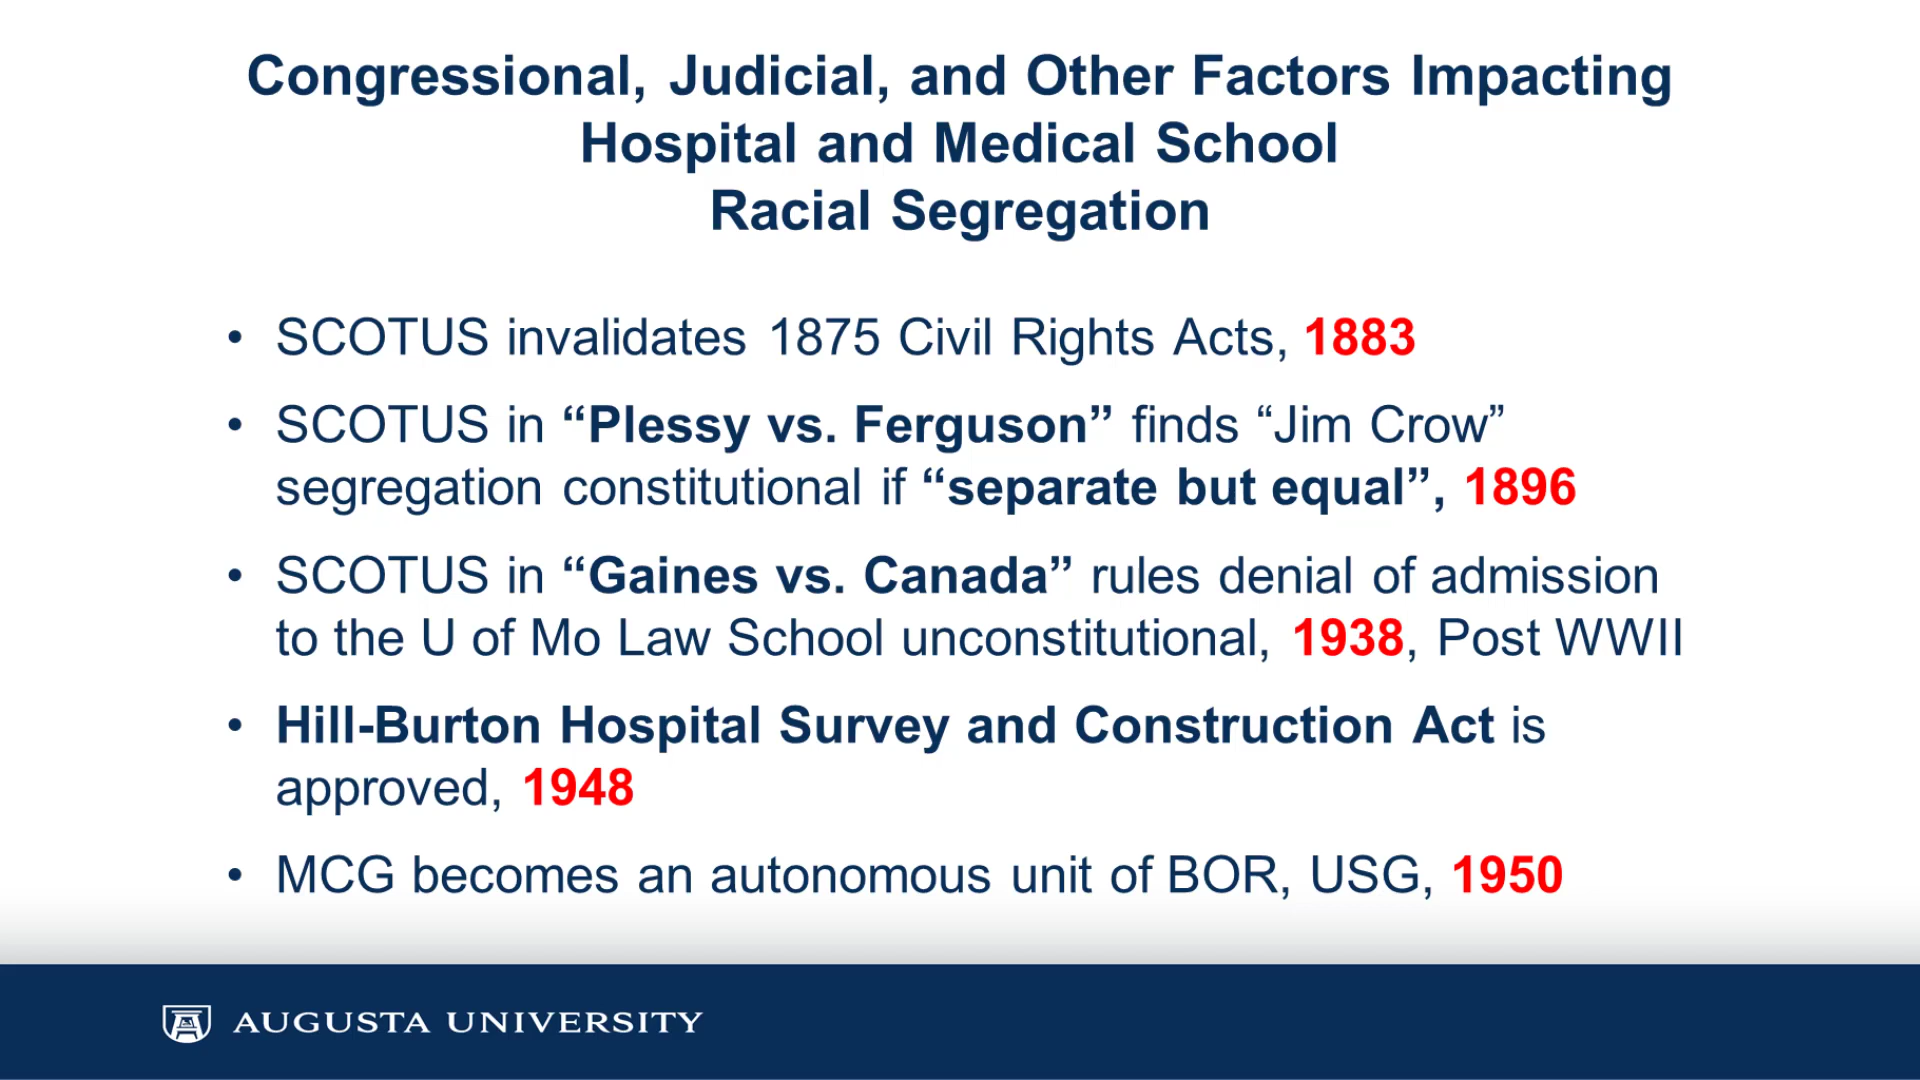 Congressional, Judicial, and Other Factors Impacting
Hospital and Medical School
Racial Segregation
• SCOTUS invalidates 1875 Civil Rights Acts, 1883
• SCOTUS in “Plessy vs. Ferguson” finds “Jim Crow”
segregation constitutional if “separate but equal”, 1896
• SCOTUS in “Gaines vs. Canada” rules denial of admission
to the U of Mo Law School unconstitutional, 1938, Post WWII
• Hill-Burton Hospital Survey and Construction Act is
approved, 1948
• MCG becomes an autonomous unit of BOR, USG, 1950
AUGUSTA UNIVERSITY